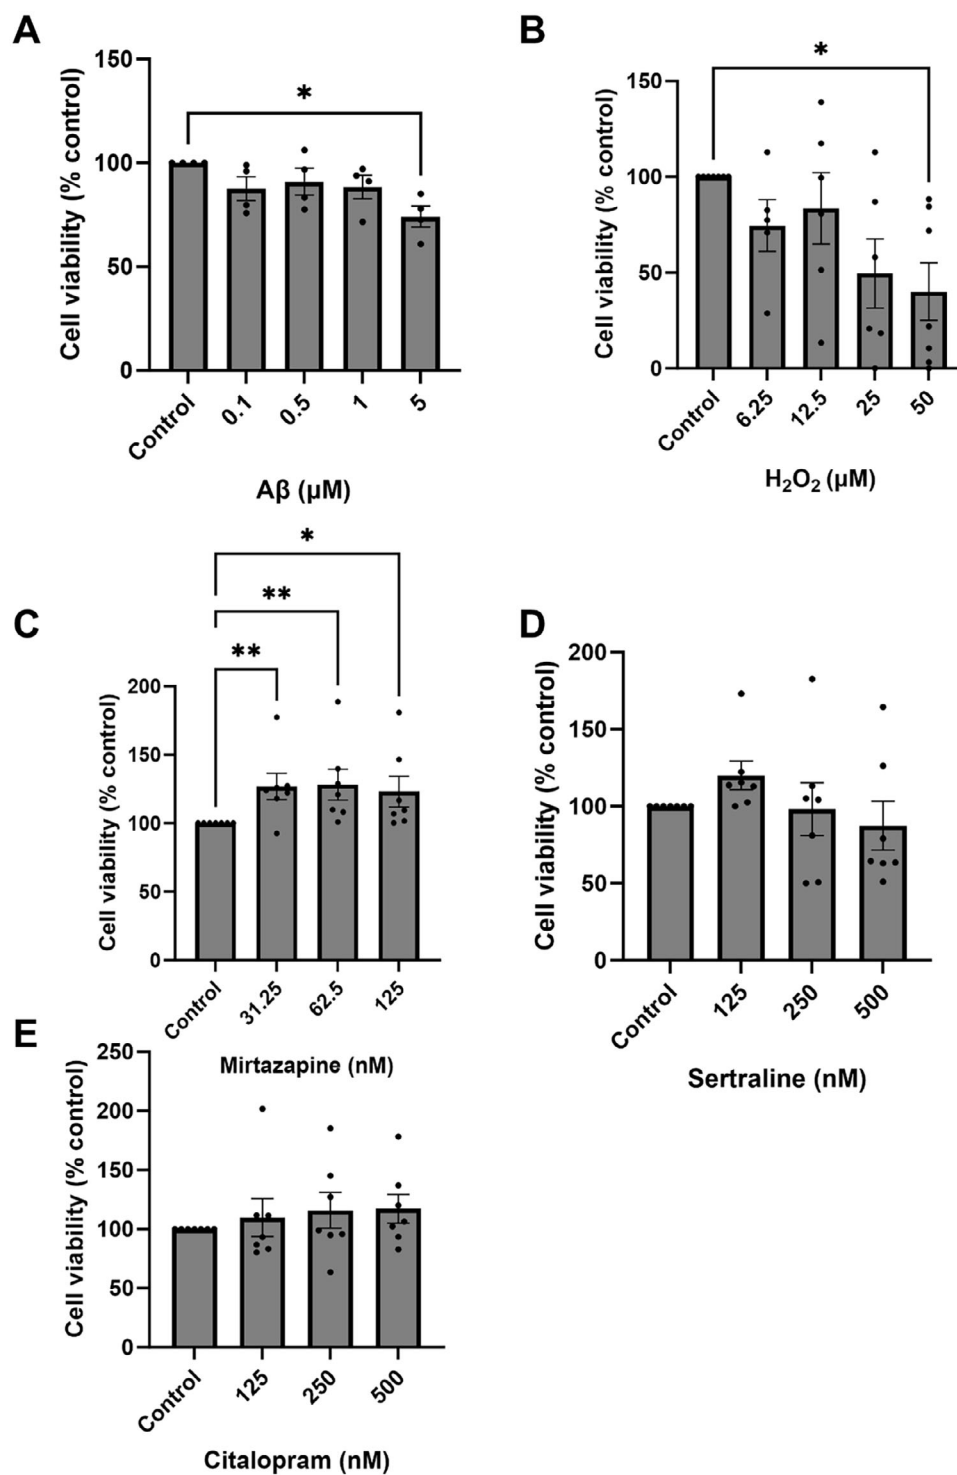 A
Cell viability (% control)
150
100
50
0
*
Control
0.1
0.5
1
5
Aβ (μM)
B
Cell viability (% control)
150
100
50
0
*
Control
6.25
12.5
25
50
H₂O₂ (μM)
C
Cell viability (% control)
200
150
100
50
0
*
**
**
Control
31.25
62.5
125
Mirtazapine (nM)
D
Cell viability (% control)
200
150
100
50
0
Control
125
250
500
Sertraline (nM)
E
Cell viability (% control)
250
200
150
100
50
0
Control
125
250
500
Citalopram (nM)